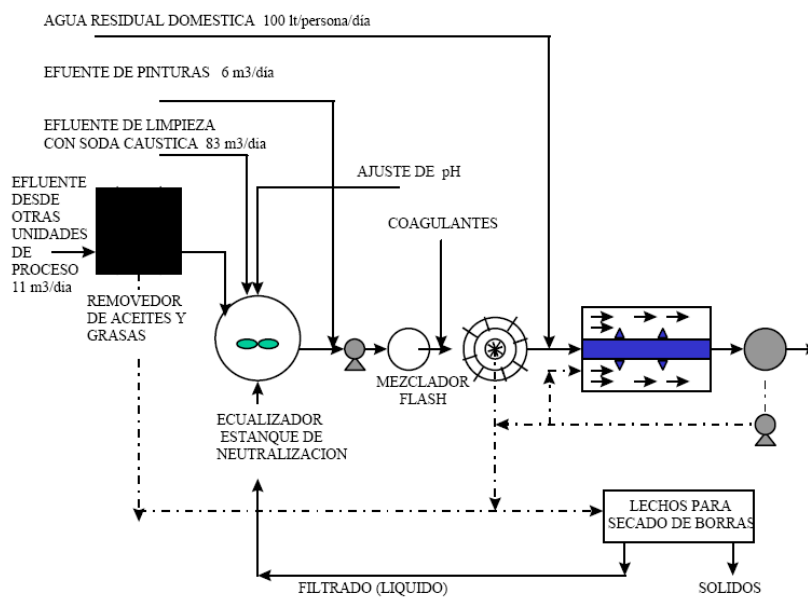 AGUA RESIDUAL DOMESTICA 100 lt/persona/día
EFUENTE DE PINTURAS 6 m3/día
EFLUENTE DE LIMPIEZA
CON SODA CAUSTICA 83 m3/dia
AJUSTE DE pH
EFLUENTE
DESDE
OTRAS
UNIDADES
DE
PROCESO
11 m3/dia
COAGULANTES
REMOVEDOR
DE ACEITES Y
GRASAS
MEZCLADOR
FLASH
ECUALIZADOR
ESTANQUE DE
NEUTRALIZACION
LECHOS PARA
SECADO DE BORRAS
FILTRADO (LIQUIDO)
SOLIDOS